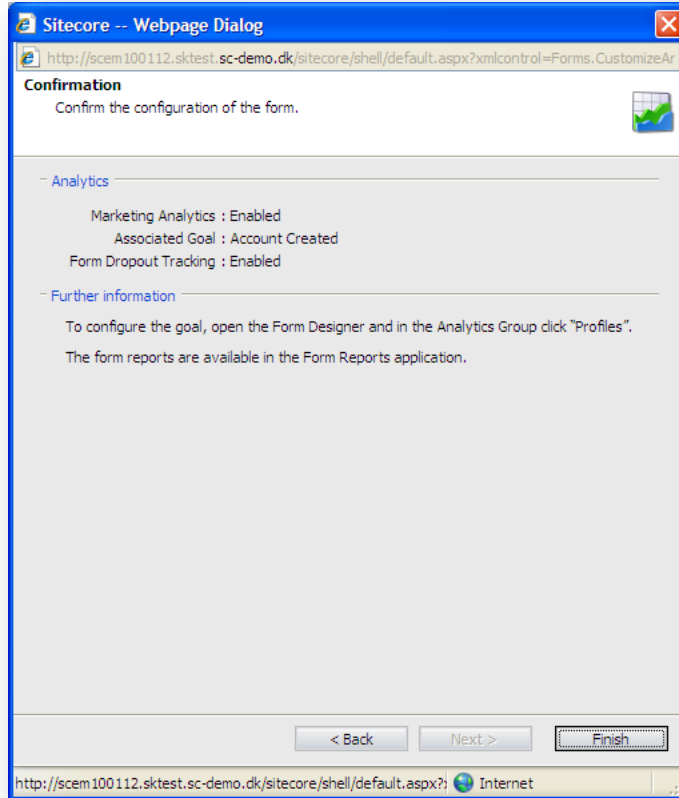 Sitecore -- Webpage Dialog
http://scem100112.sktest.sc-demo.dk/sitecore/shell/default.aspx?xmlcontrol=Forms.CustomizeAr
Confirmation
Confirm the configuration of the form.
Analytics
Marketing Analytics : Enabled
Associated Goal : Account Created
Form Dropout Tracking : Enabled
Further information
To configure the goal, open the Form Designer and in the Analytics Group click "Profiles".
The form reports are available in the Form Reports application.
< Back Next > Finish
http://scem100112.sktest.sc-demo.dk/sitecore/shell/default.aspx? Internet